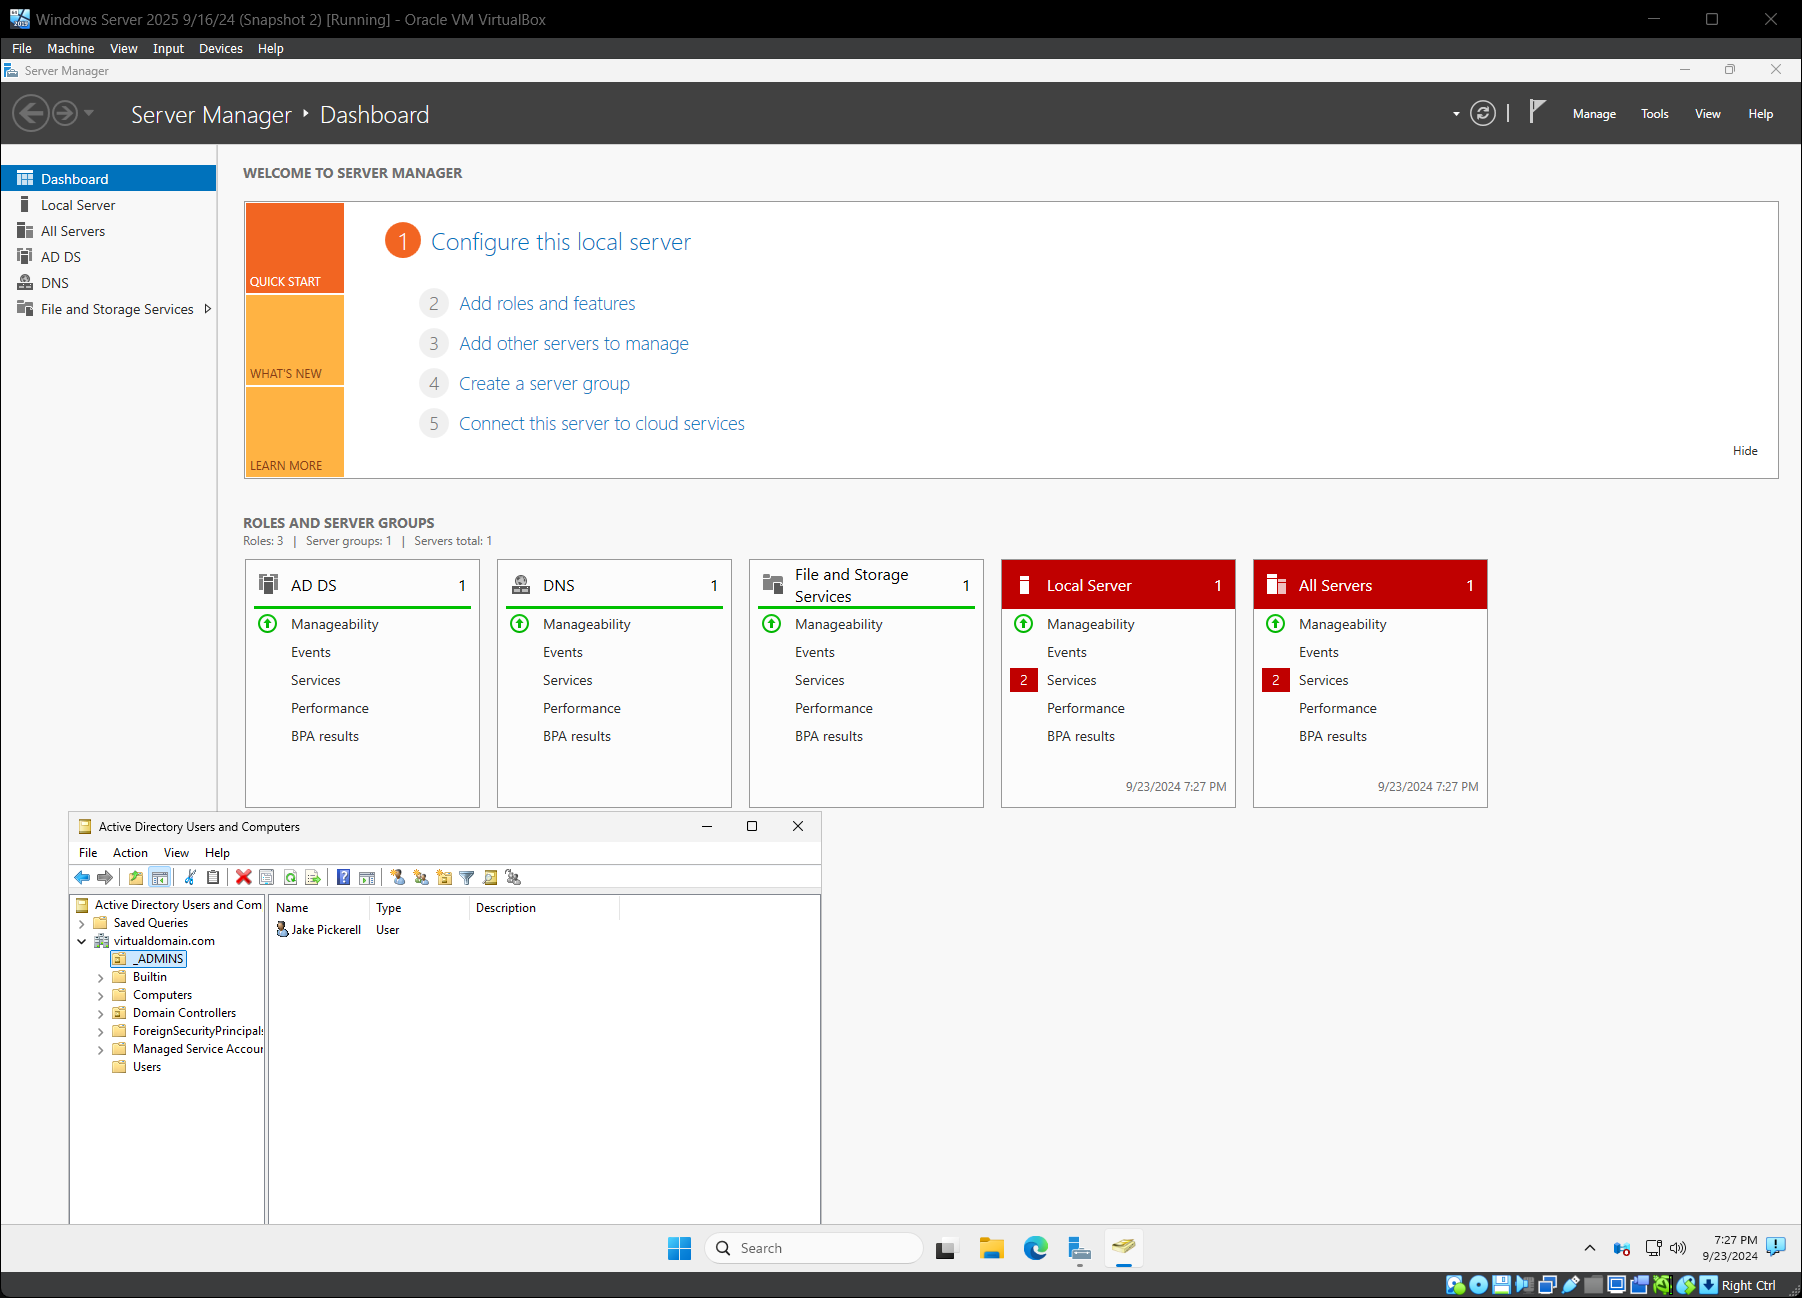 Windows Server 2025 9/16/24 (Snapshot 2) [Running] - Oracle VM VirtualBox
File Machine View Input Devices Help
Server Manager
Server Manager ‣ Dashboard
Manage Tools View Help
Dashboard
Local Server
All Servers
AD DS
DNS
File and Storage Services
WELCOME TO SERVER MANAGER
QUICK START
WHAT'S NEW
LEARN MORE
1 Configure this local server
2 Add roles and features
3 Add other servers to manage
4 Create a server group
5 Connect this server to cloud services
Hide
ROLES AND SERVER GROUPS
Roles: 3 | Server groups: 1 | Servers total: 1
AD DS 1
Manageability
Events
Services
Performance
BPA results
DNS 1
Manageability
Events
Services
Performance
BPA results
File and Storage
Services 1
Manageability
Events
Services
Performance
BPA results
Local Server 1
Manageability
Events
2 Services
Performance
BPA results
9/23/2024 7:27 PM
All Servers 1
Manageability
Events
2 Services
Performance
BPA results
9/23/2024 7:27 PM
Active Directory Users and Computers
File Action View Help
Active Directory Users and Com
Saved Queries
virtualdomain.com
_ADMINS
Builtin
Computers
Domain Controllers
ForeignSecurityPrincipals
Managed Service Accoun
Users
Name Type Description
Jake Pickerell User
Search
7:27 PM
9/23/2024
Right Ctrl